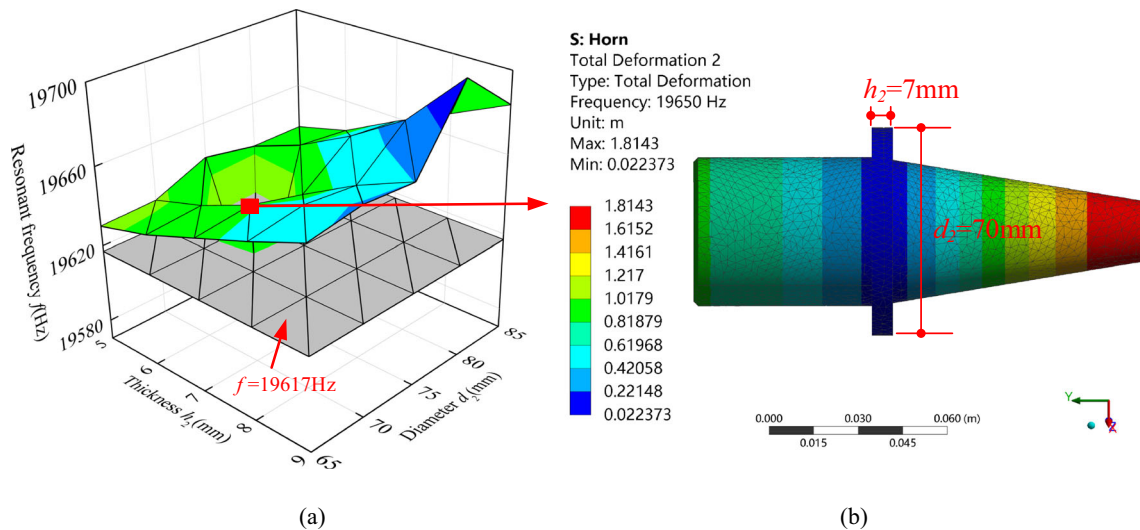 19700
19660
19620
19580
Resonant frequency f(Hz)
5
6
7
8
9
Thickness h2(mm)
65
70
75
80
85
Diameter d2(mm)
f=19617Hz
(a)
S: Horn
Total Deformation 2
Type: Total Deformation
Frequency: 19650 Hz
Unit: m
Max: 1.8143
Min: 0.022373
1.8143
1.6152
1.4161
1.217
1.0179
0.81879
0.61968
0.42058
0.22148
0.022373
h2=7mm
d2=70mm
0.000 0.030 0.060 (m)
0.015 0.045
Y
Z
(b)